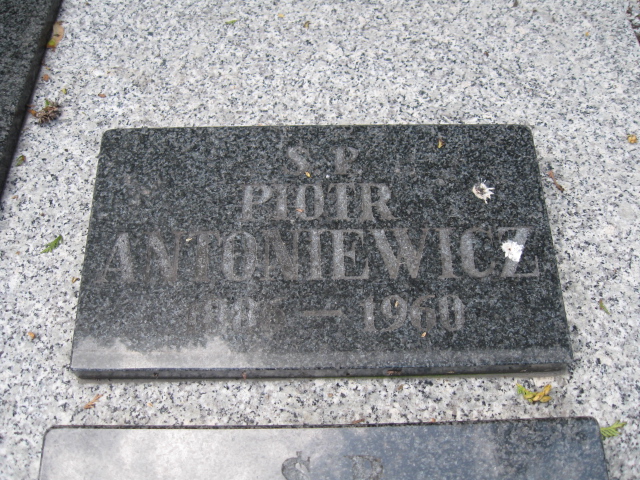 Ś. P.
PIOTR
ANTONIEWICZ
— 1960
Ś P